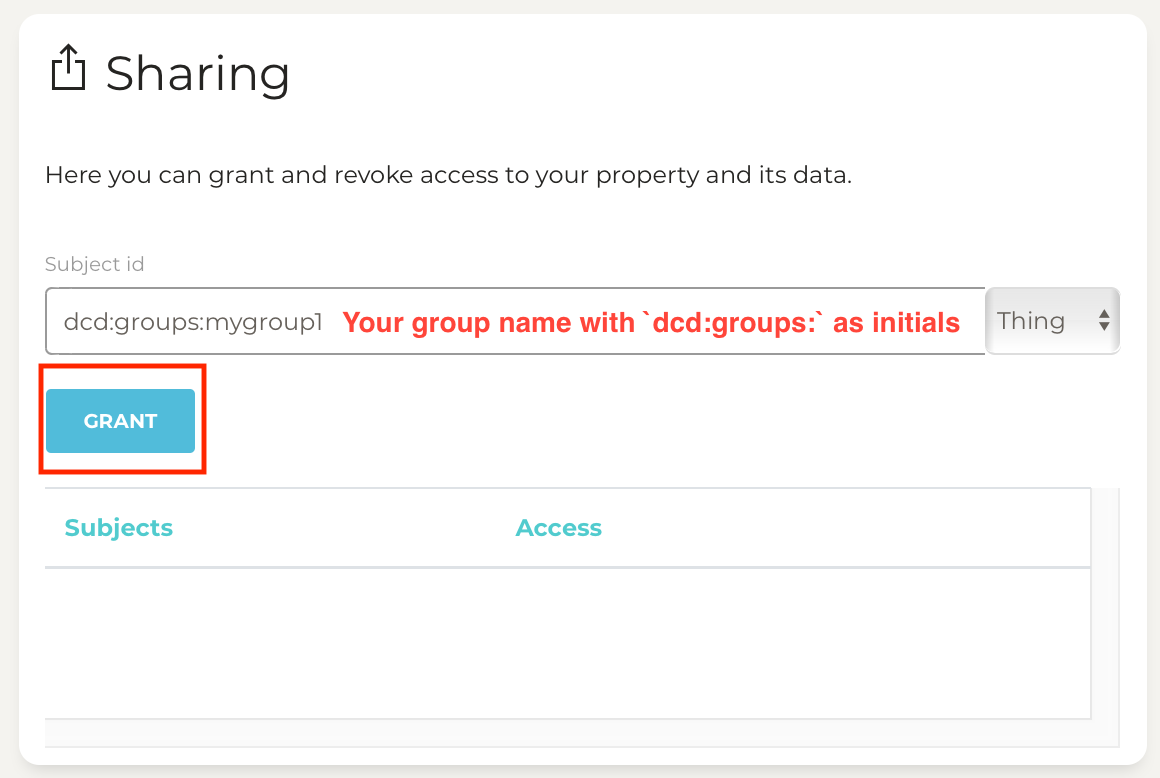 Sharing
Here you can grant and revoke access to your property and its data.
Subject id
dcd:groups:mygroup1 Your group name with `dcd:groups:` as initials Thing
GRANT
Subjects Access